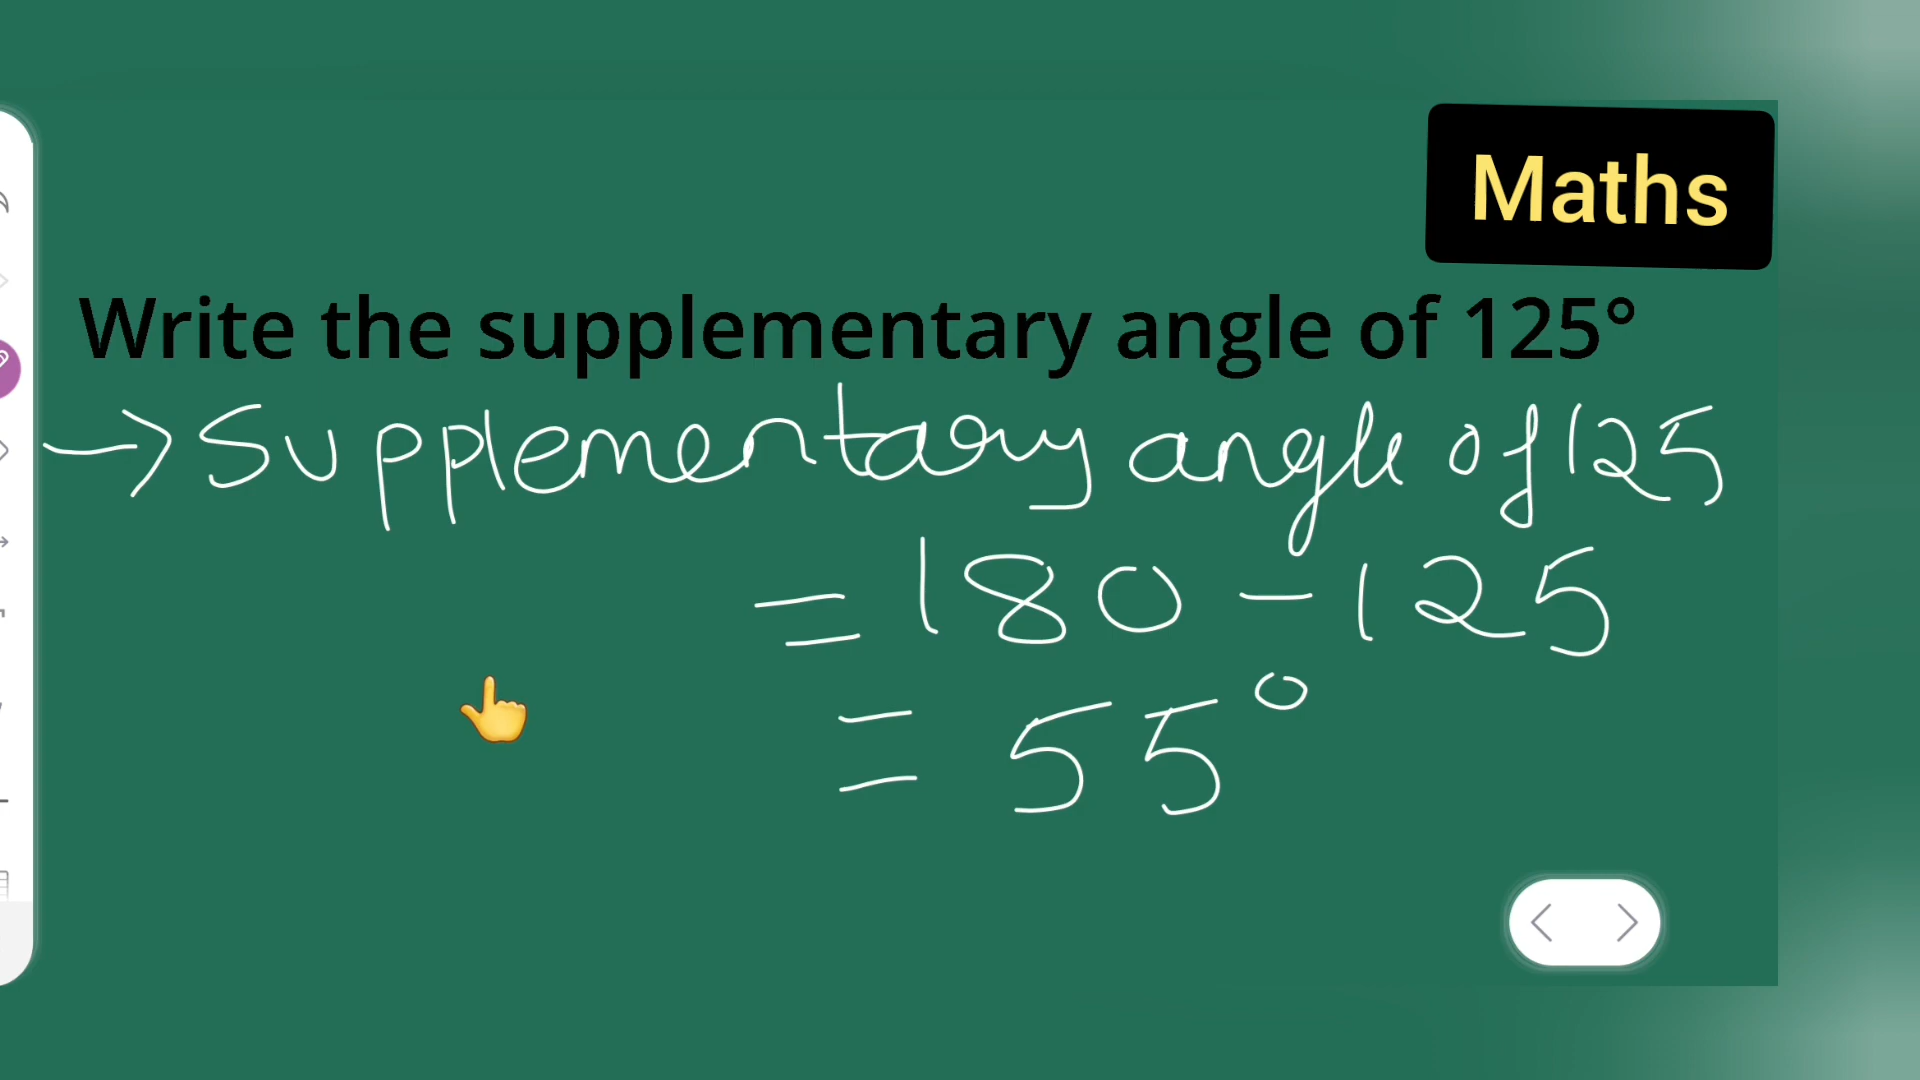 Maths
Write the supplementary angle of 125°
→ Supplementary angle of 125
= 180 - 125
= 55°